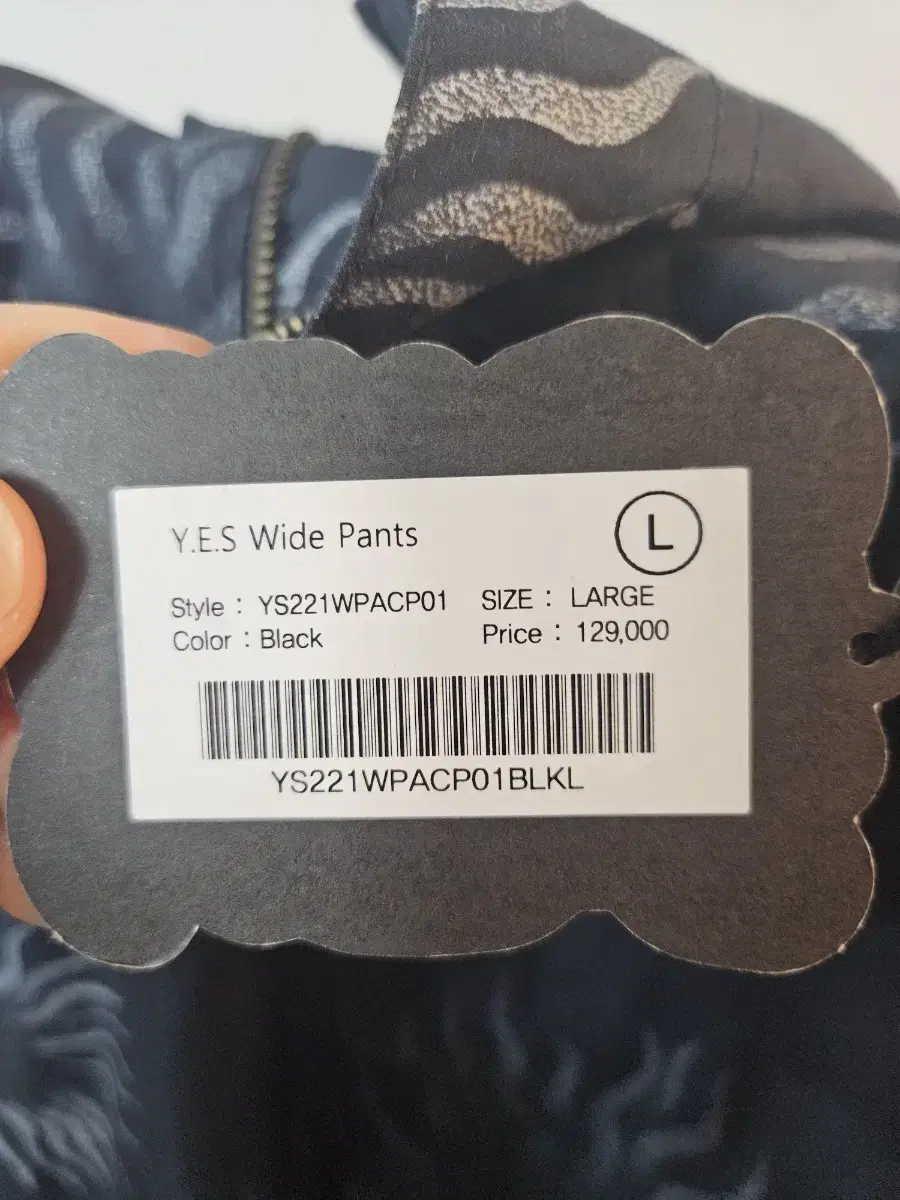 Y.E.S Wide Pants
L
Style : YS221WPACP01 SIZE : LARGE
Color : Black Price : 129,000
YS221WPACP01BLKL